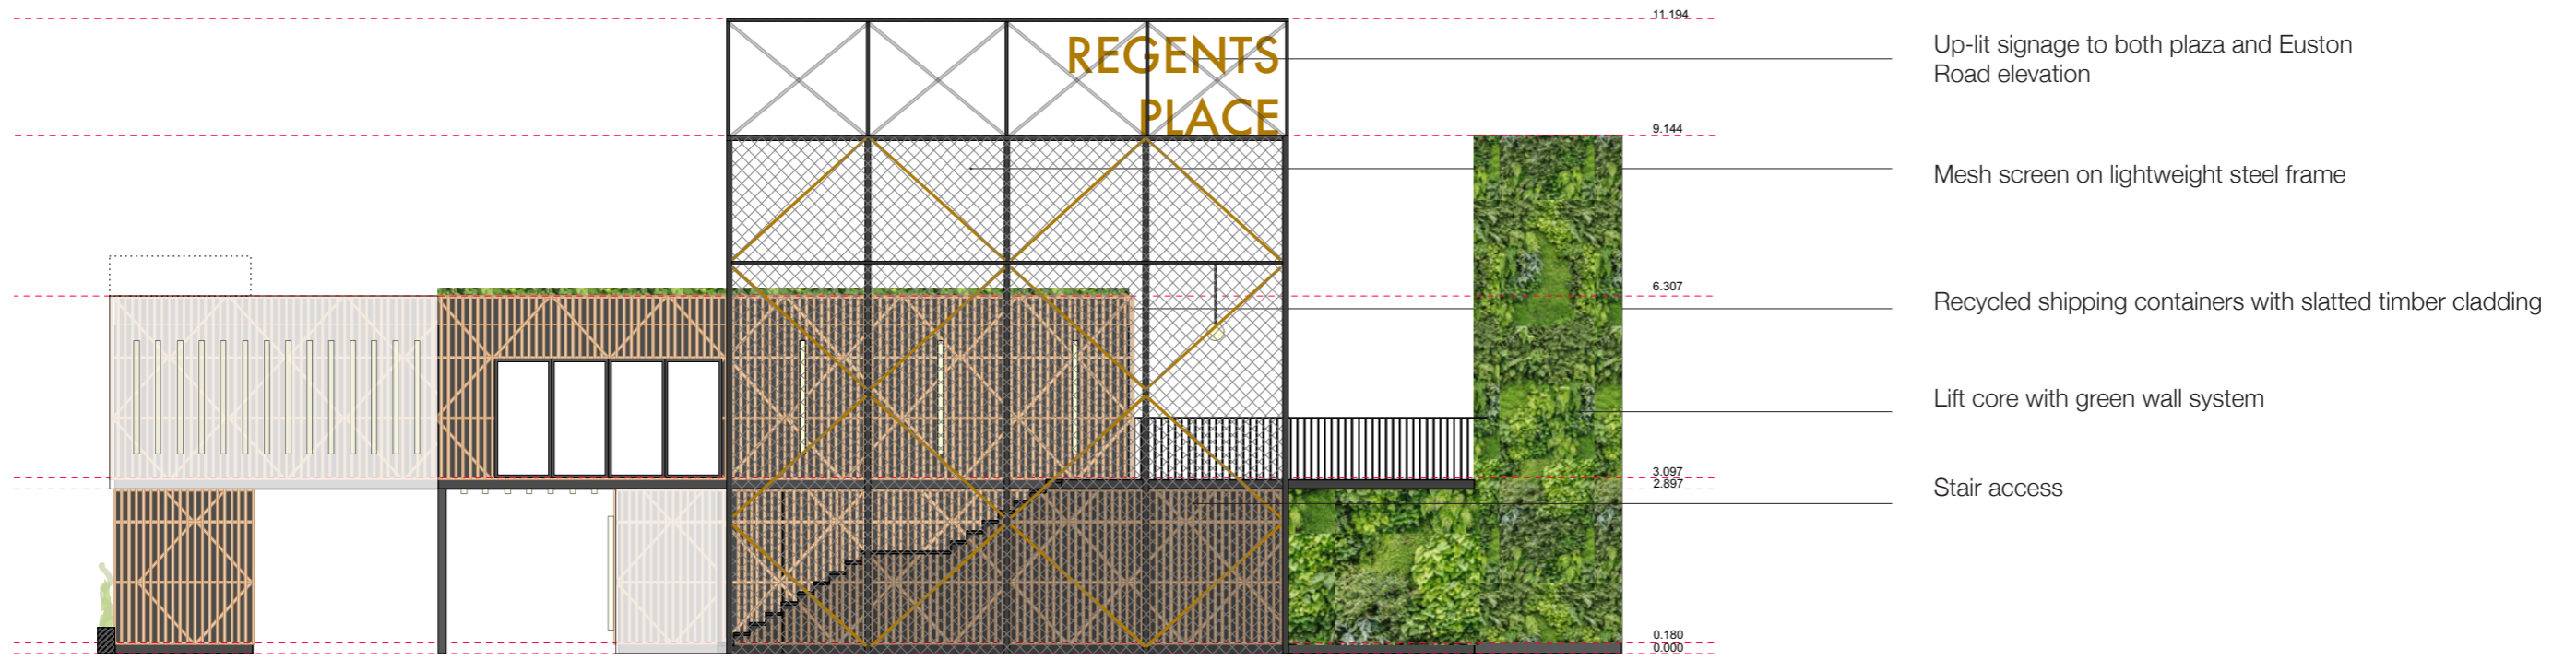 11.194
REGENTS
PLACE
Up-lit signage to both plaza and Euston
Road elevation
9.144
Mesh screen on lightweight steel frame
6.307
Recycled shipping containers with slatted timber cladding
Lift core with green wall system
3.097
2.897
Stair access
0.180
0.000